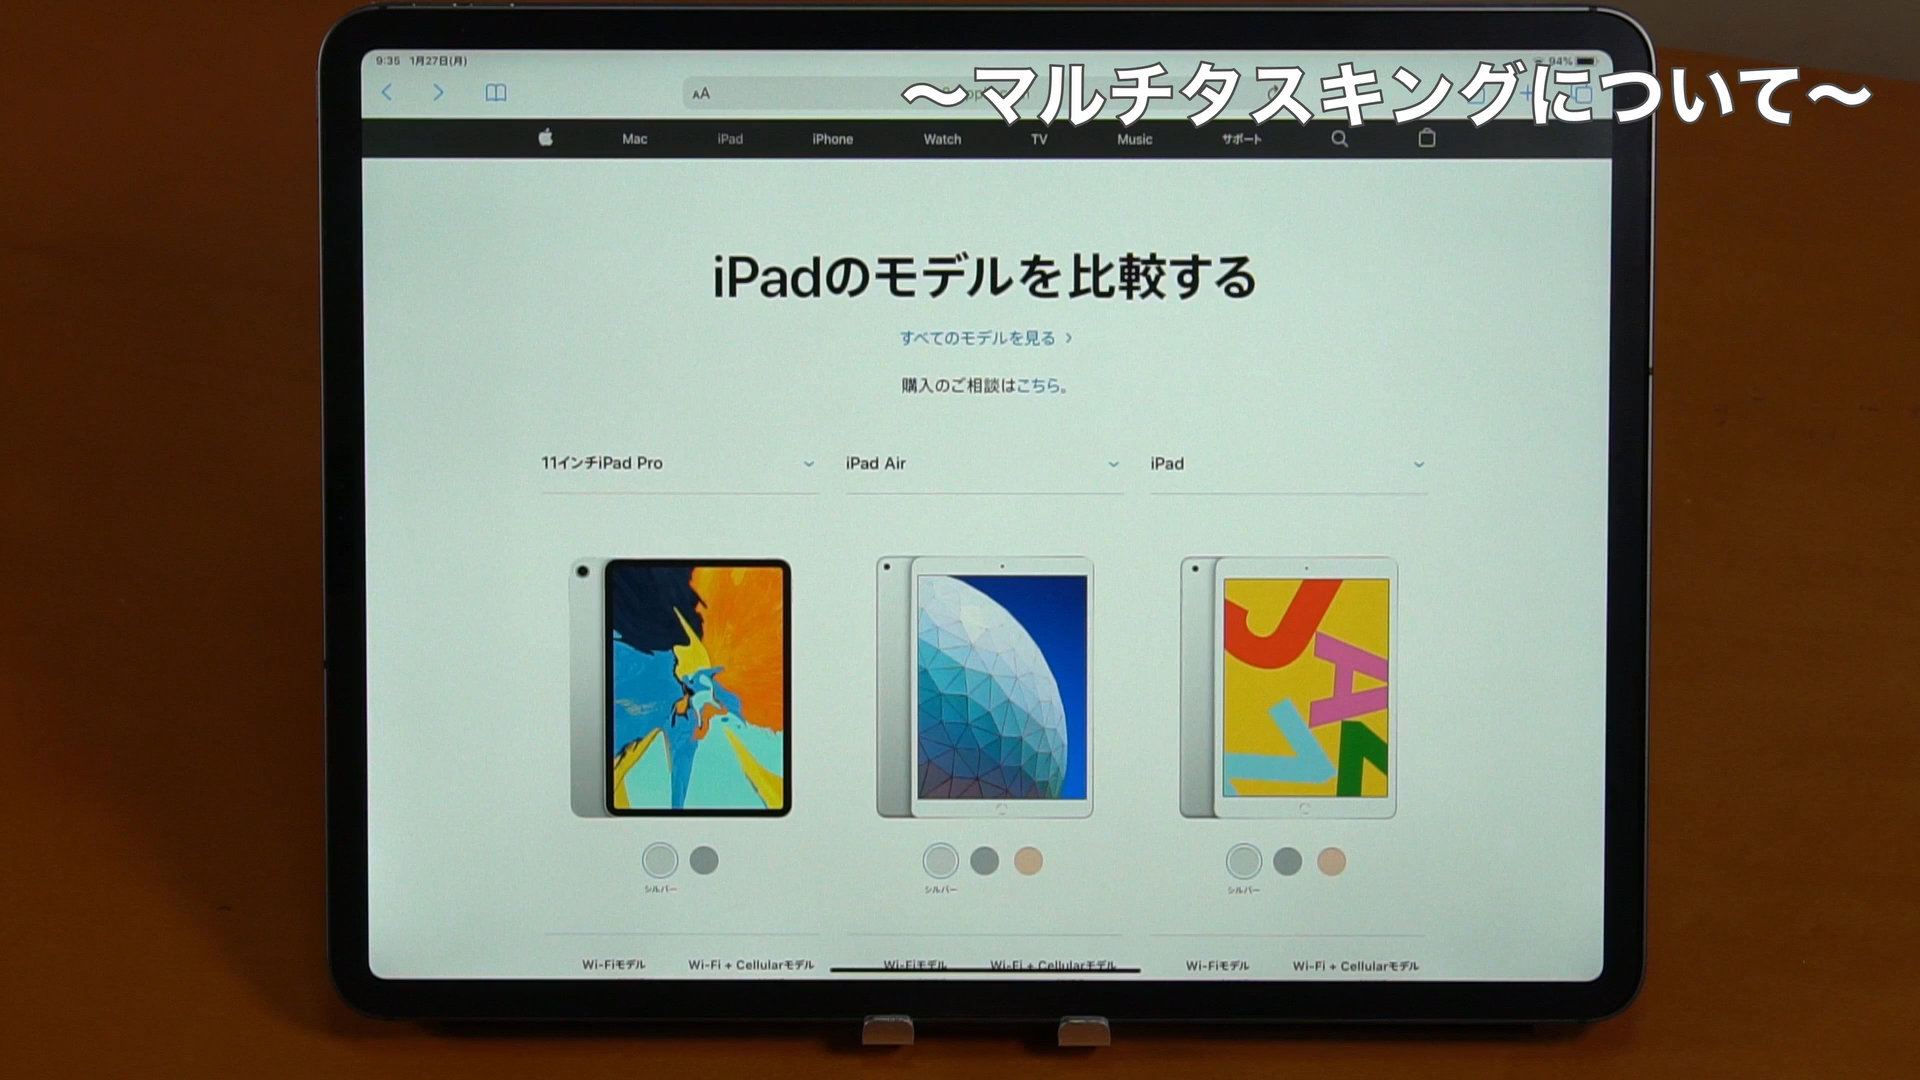 9:35 1月27日(月)
94%
～マルチタスキングについて～
AA
Mac iPad iPhone Watch TV Music サポート
iPadのモデルを比較する
すべてのモデルを見る
購入のご相談はこちら。
11インチiPad Pro iPad Air iPad
シルバー シルバー シルバー
Wi-Fiモデル Wi-Fi + Cellularモデル Wi-Fiモデル Wi-Fi + Cellularモデル Wi-Fiモデル Wi-Fi + Cellularモデル